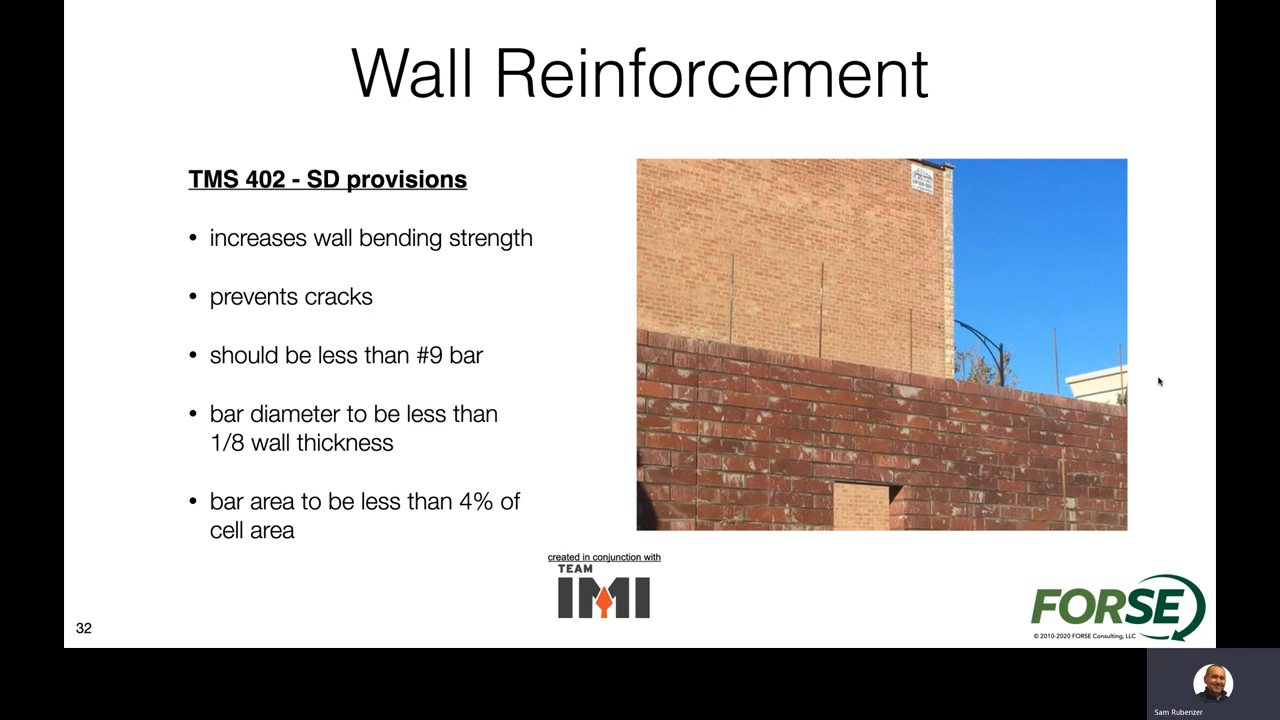 Wall Reinforcement
TMS 402 - SD provisions
• increases wall bending strength
• prevents cracks
• should be less than #9 bar
• bar diameter to be less than
1/8 wall thickness
• bar area to be less than 4% of
cell area
created in conjunction with
TEAM
IMI
FORSE
© 2010-2020 FORSE Consulting, LLC
32
Sam Rubenzer